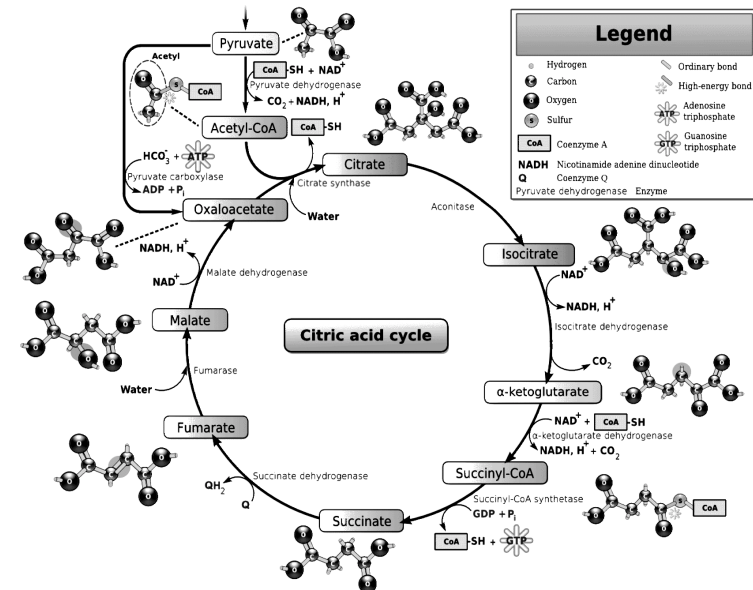 Legend
Hydrogen
Carbon
Oxygen
S Sulfur
CoA Coenzyme A
NADH Nicotinamide adenine dinucleotide
Q Coenzyme Q
Pyruvate dehydrogenase Enzyme
Ordinary bond
High-energy bond
ATP Adenosine
triphosphate
GTP Guanosine
triphosphate
Pyruvate
Acetyl
S CoA
CoA-SH + NAD+
Pyruvate dehydrogenase
CO2 + NADH, H+
Acetyl-CoA
CoA-SH
HCO3- + ATP
Pyruvate carboxylase
ADP + Pi
Citrate
Citrate synthase
Water
Oxaloacetate
Aconitase
Isocitrate
NAD+
NADH, H+
Isocitrate dehydrogenase
CO2
α-ketoglutarate
NAD+ + CoA-SH
α-ketoglutarate dehydrogenase
NADH, H+ + CO2
Succinyl-CoA
S CoA
Succinyl-CoA synthetase
GDP + Pi
CoA-SH + GTP
Succinate
Succinate dehydrogenase
QH2
Q
Fumarate
Fumarase
Water
Malate
Malate dehydrogenase
NADH, H+
NAD+
Citric acid cycle